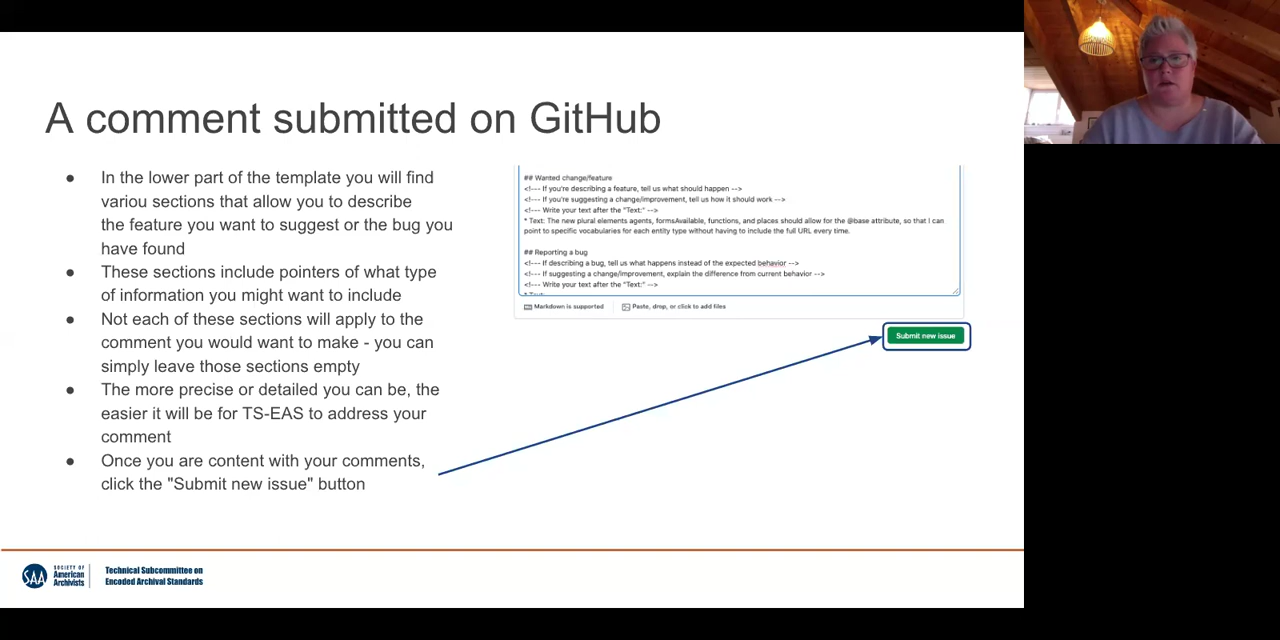 A comment submitted on GitHub
● In the lower part of the template you will find
variou sections that allow you to describe
the feature you want to suggest or the bug you
have found
● These sections include pointers of what type
of information you might want to include
● Not each of these sections will apply to the
comment you would want to make - you can
simply leave those sections empty
● The more precise or detailed you can be, the
easier it will be for TS-EAS to address your
comment
● Once you are content with your comments,
click the "Submit new issue" button
## Wanted change/feature
<!--- If you're describing a feature, tell us what should happen -->
<!--- If you're suggesting a change/improvement, tell us how it should work -->
<!--- Write your text after the "Text:" -->
* Text: The new plural elements agents, formsAvailable, functions, and places should allow for the @base attribute, so that I can
point to specific vocabularies for each entity type without having to include the full URL every time.
## Reporting a bug
<!--- If describing a bug, tell us what happens instead of the expected behavior -->
<!--- If suggesting a change/improvement, explain the difference from current behavior -->
<!--- Write your text after the "Text:" -->
Markdown is supported
Paste, drop, or click to add files
Submit new issue
SAA
SOCIETY OF
American
Archivists
Technical Subcommittee on
Encoded Archival Standards